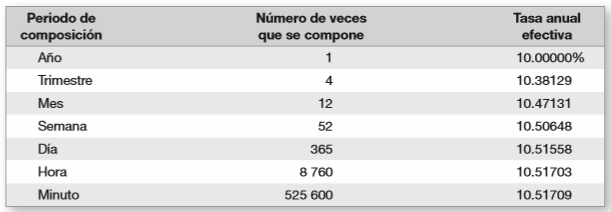 Periodo de composición Número de veces que se compone Tasa anual efectiva
Año 1 10.00000%
Trimestre 4 10.38129
Mes 12 10.47131
Semana 52 10.50648
Día 365 10.51558
Hora 8 760 10.51703
Minuto 525 600 10.51709